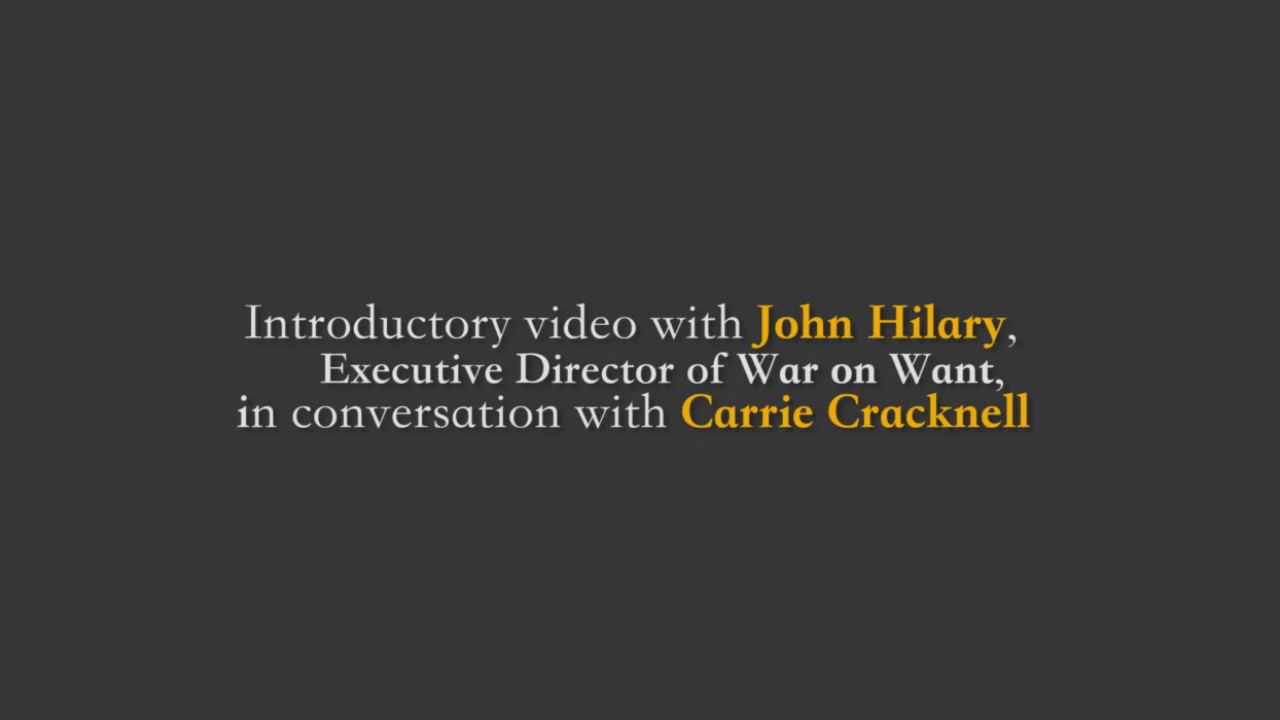 Introductory video with John Hilary,
Executive Director of War on Want,
in conversation with Carrie Cracknell